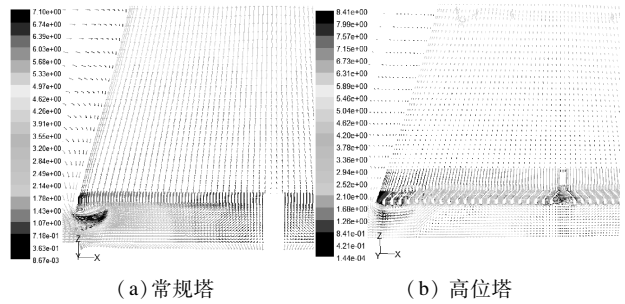 7.10e+00
6.74e+00
6.39e+00
6.03e+00
5.68e+00
5.33e+00
4.97e+00
4.62e+00
4.26e+00
3.91e+00
3.55e+00
3.20e+00
2.84e+00
2.49e+00
2.14e+00
1.78e+00
1.43e+00
1.07e+00
7.18e-01
3.63e-01
8.67e-03
Z
Y
X
8.41e+00
7.99e+00
7.57e+00
7.15e+00
6.73e+00
6.31e+00
5.89e+00
5.47e+00
5.05e+00
4.63e+00
4.21e+00
3.78e+00
3.36e+00
2.94e+00
2.52e+00
2.10e+00
1.68e+00
1.26e+00
8.41e-01
4.21e-01
1.44e-04
Z
Y
X
(a)常规塔
(b) 高位塔